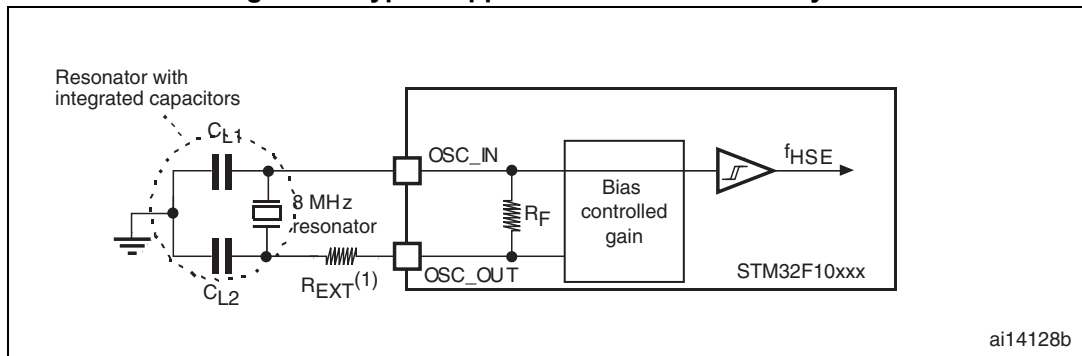 Resonator with
integrated capacitors
CL1
OSC_IN
fHSE
8 MHz
resonator
RF
Bias
controlled
gain
STM32F10xxx
REXT(1)
OSC_OUT
CL2
ai14128b